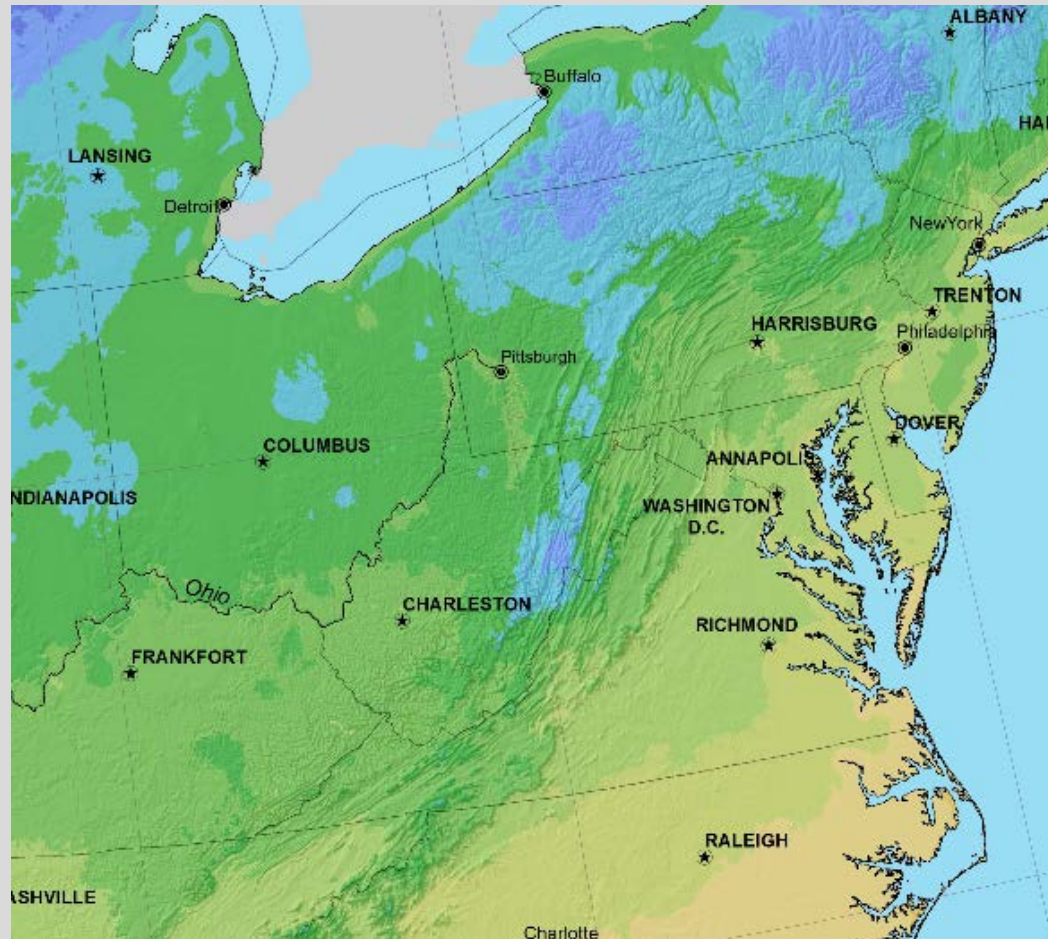 ALBANY
Buffalo
HA
LANSING
Detroit
NewYork
TRENTON
HARRISBURG
Philadelphia
Pittsburgh
DOVER
COLUMBUS
ANNAPOLIS
NDIANAPOLIS
WASHINGTON
D.C.
Ohio
CHARLESTON
RICHMOND
FRANKFORT
RALEIGH
ASHVILLE
Charlotte